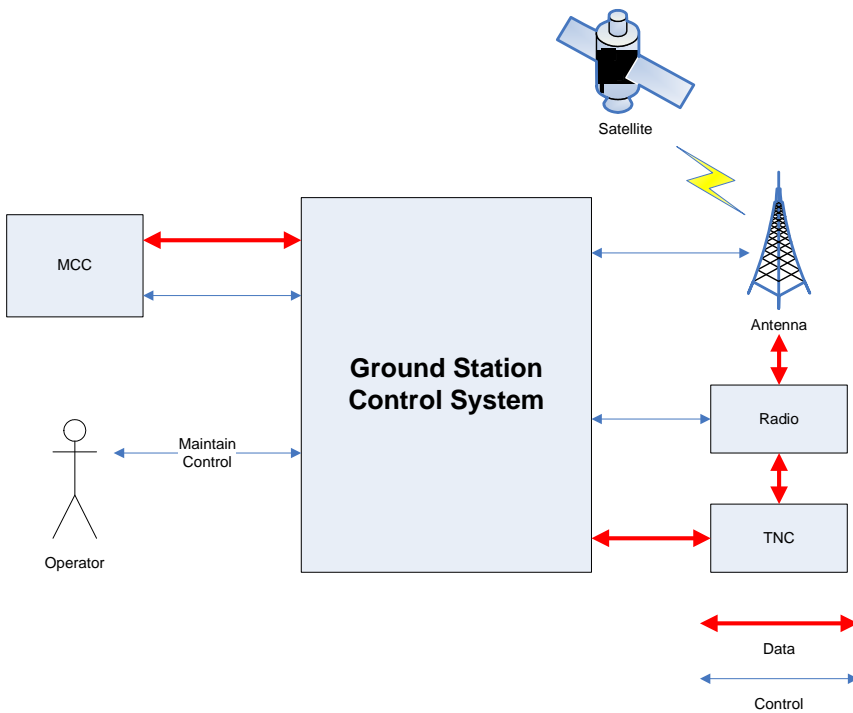 Satellite
MCC
Antenna
Ground Station
Control System
Radio
Maintain
Control
TNC
Operator
Data
Control